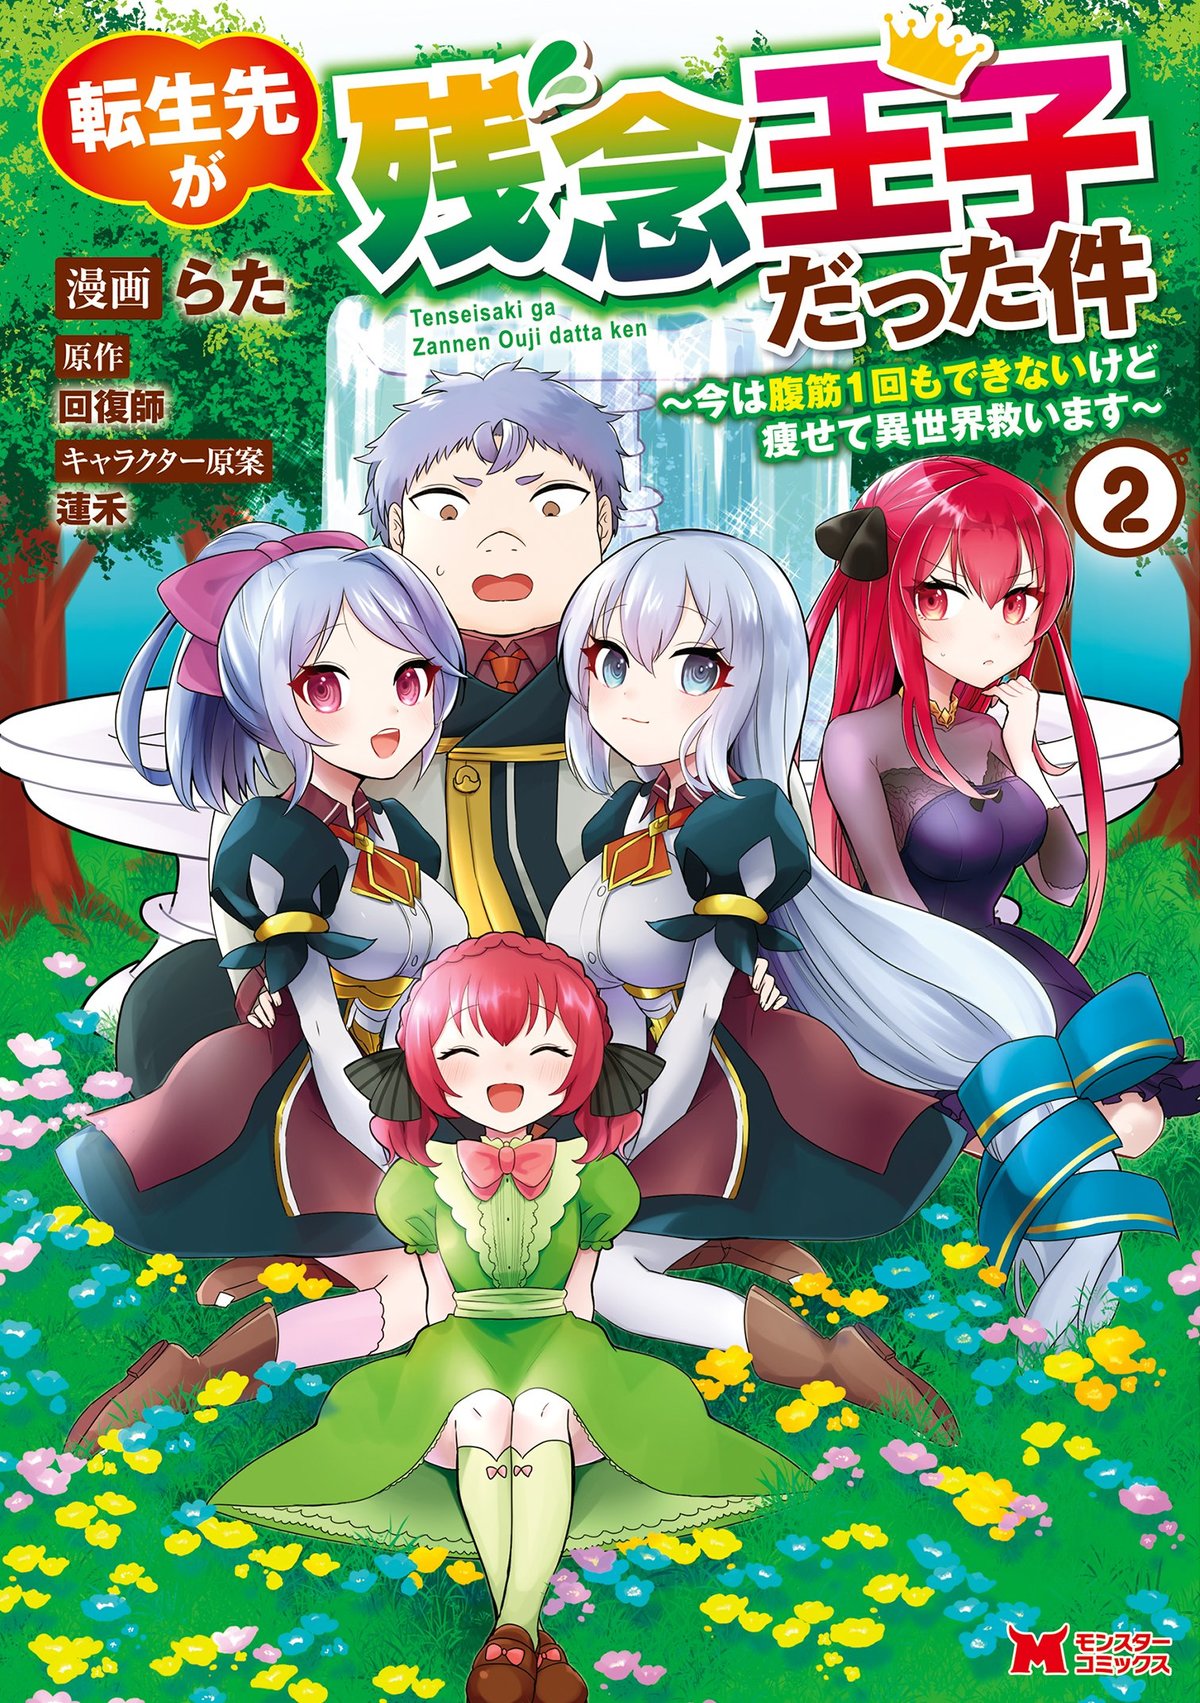 転生先
が
残念王子
だった件
Tenseisaki ga
Zannen Ouji datta ken
～今は腹筋1回もできないけど
痩せて異世界救います～
2
漫画 らた
原作
回復師
キャラクター原案
蓮禾
モンスター
コミックス